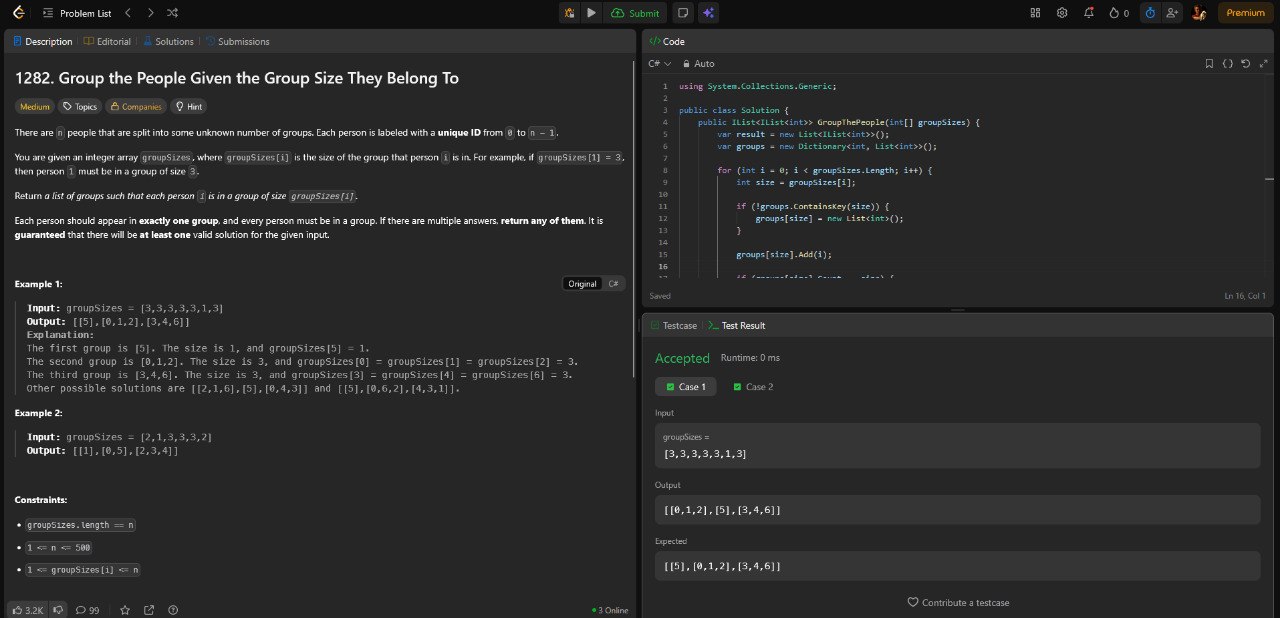 Problem List
Submit
0
Premium
Description
Editorial
Solutions
Submissions
1282. Group the People Given the Group Size They Belong To
Medium
Topics
Companies
Hint
There are n people that are split into some unknown number of groups. Each person is labeled with a unique ID from 0 to n - 1.
You are given an integer array groupSizes, where groupSizes[i] is the size of the group that person i is in. For example, if groupSizes[1] = 3,
then person 1 must be in a group of size 3.
Return a list of groups such that each person i is in a group of size groupSizes[i].
Each person should appear in exactly one group, and every person must be in a group. If there are multiple answers, return any of them. It is
guaranteed that there will be at least one valid solution for the given input.
Example 1:
Original C#
Input: groupSizes = [3,3,3,3,3,1,3]
Output: [[5],[0,1,2],[3,4,6]]
Explanation:
The first group is [5]. The size is 1, and groupSizes[5] = 1.
The second group is [0,1,2]. The size is 3, and groupSizes[0] = groupSizes[1] = groupSizes[2] = 3.
The third group is [3,4,6]. The size is 3, and groupSizes[3] = groupSizes[4] = groupSizes[6] = 3.
Other possible solutions are [[2,1,6],[5],[0,4,3]] and [[5],[0,6,2],[4,3,1]].
Example 2:
Input: groupSizes = [2,1,3,3,3,2]
Output: [[1],[0,5],[2,3,4]]
Constraints:
• groupSizes.length == n
• 1 <= n <= 500
• 1 <= groupSizes[i] <= n
3.2K
99
3 Online
</> Code
C#
Auto
1 using System.Collections.Generic;
2
3 public class Solution {
4 public IList<IList<int>> GroupThePeople(int[] groupSizes) {
5 var result = new List<IList<int>>();
6 var groups = new Dictionary<int, List<int>>();
7
8 for (int i = 0; i < groupSizes.Length; i++) {
9 int size = groupSizes[i];
10
11 if (!groups.ContainsKey(size)) {
12 groups[size] = new List<int>();
13 }
14
15 groups[size].Add(i);
16
Saved
Ln 16, Col 1
Testcase
Test Result
Accepted
Runtime: 0 ms
Case 1
Case 2
Input
groupSizes =
[3,3,3,3,3,1,3]
Output
[[0,1,2],[5],[3,4,6]]
Expected
[[5],[0,1,2],[3,4,6]]
Contribute a testcase